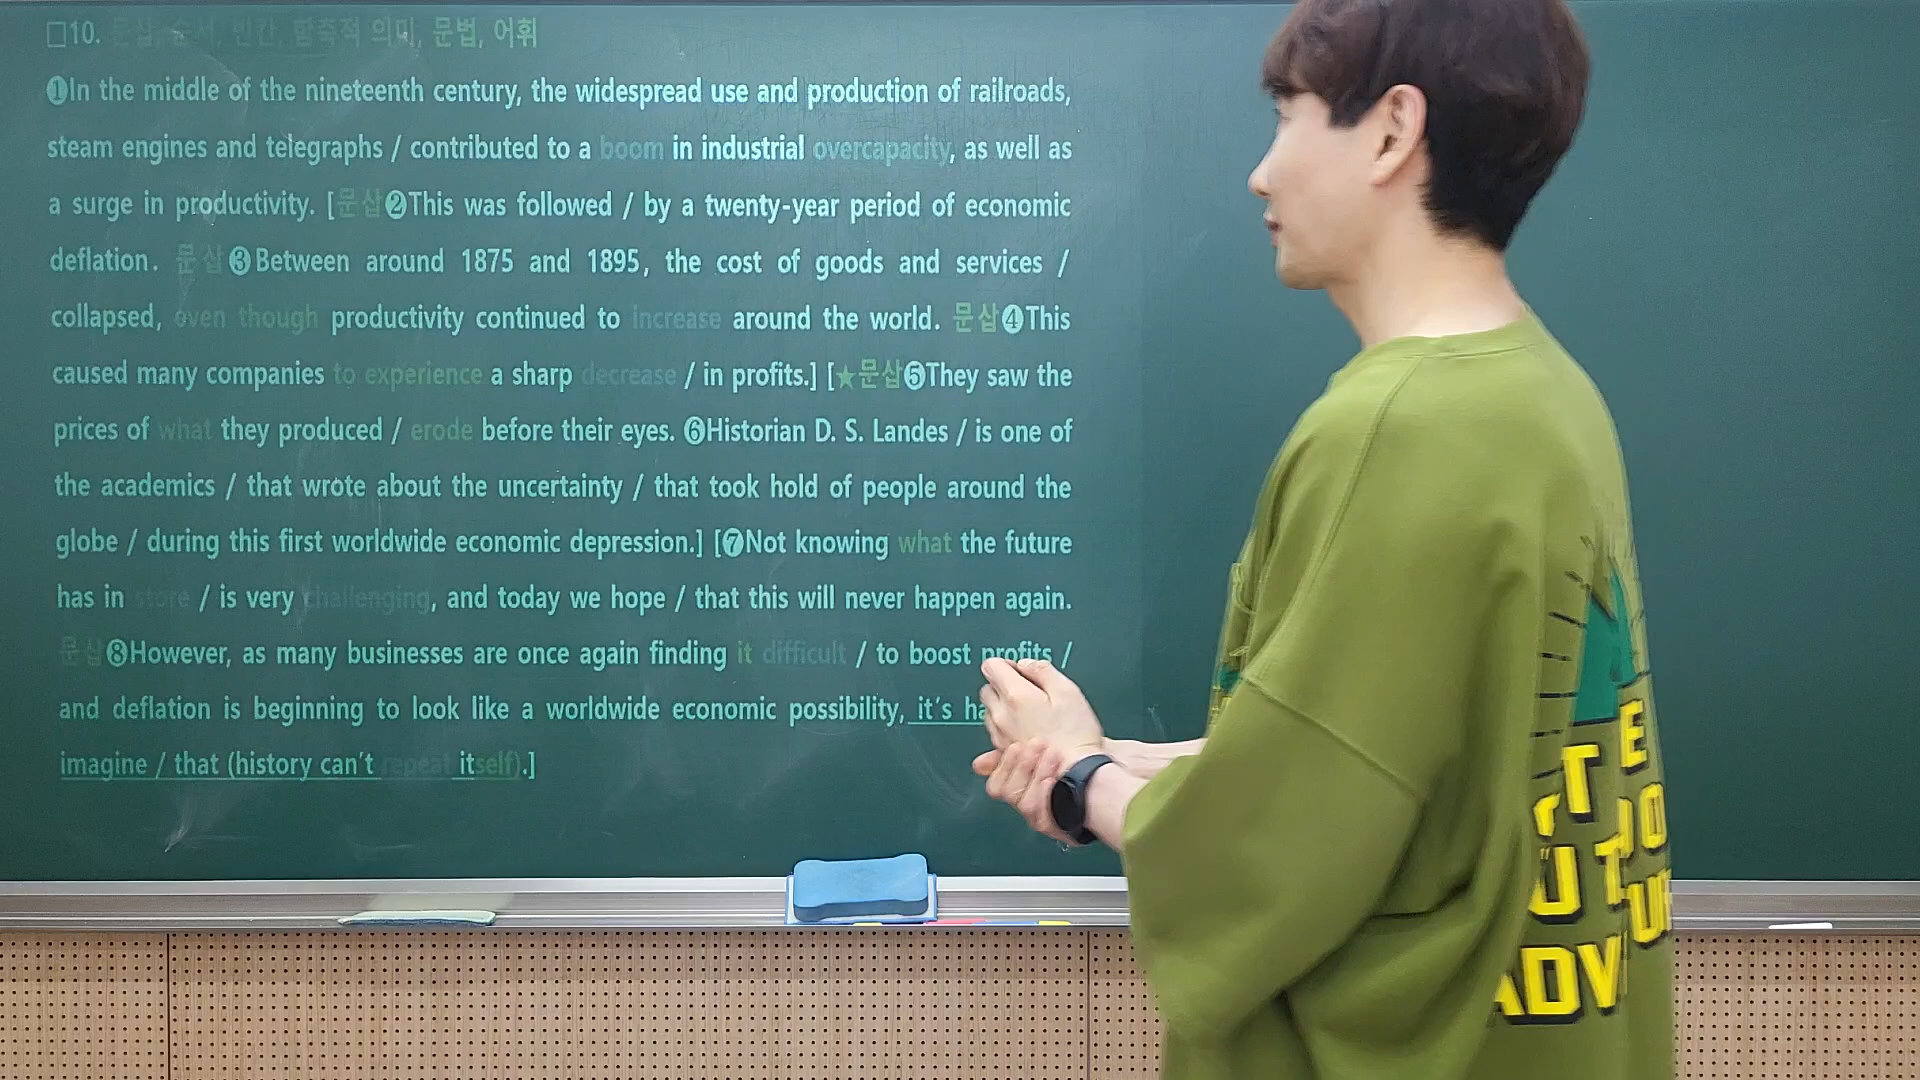 □10. 문삽, 순서, 빈칸, 함축적 의미, 문법, 어휘
❶In the middle of the nineteenth century, the widespread use and production of railroads,
steam engines and telegraphs / contributed to a boom in industrial overcapacity, as well as
a surge in productivity. [문삽❷This was followed / by a twenty-year period of economic
deflation. 문삽❸Between around 1875 and 1895, the cost of goods and services /
collapsed, even though productivity continued to increase around the world. 문삽❹This
caused many companies to experience a sharp decrease / in profits.] [★문삽❺They saw the
prices of what they produced / erode before their eyes. ❻Historian D. S. Landes / is one of
the academics / that wrote about the uncertainty / that took hold of people around the
globe / during this first worldwide economic depression.] [❼Not knowing what the future
has in store / is very challenging, and today we hope / that this will never happen again.
문삽❽However, as many businesses are once again finding it difficult / to boost profits /
and deflation is beginning to look like a worldwide economic possibility, it's
imagine / that (history can't repeat itself).]
TE
UT
ADV